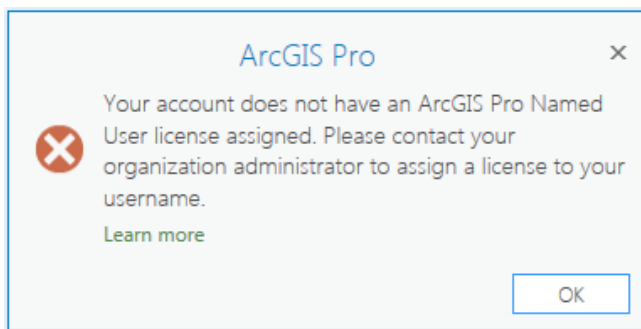 ArcGIS Pro
Your account does not have an ArcGIS Pro Named
User license assigned. Please contact your
organization administrator to assign a license to your
username.
Learn more
OK